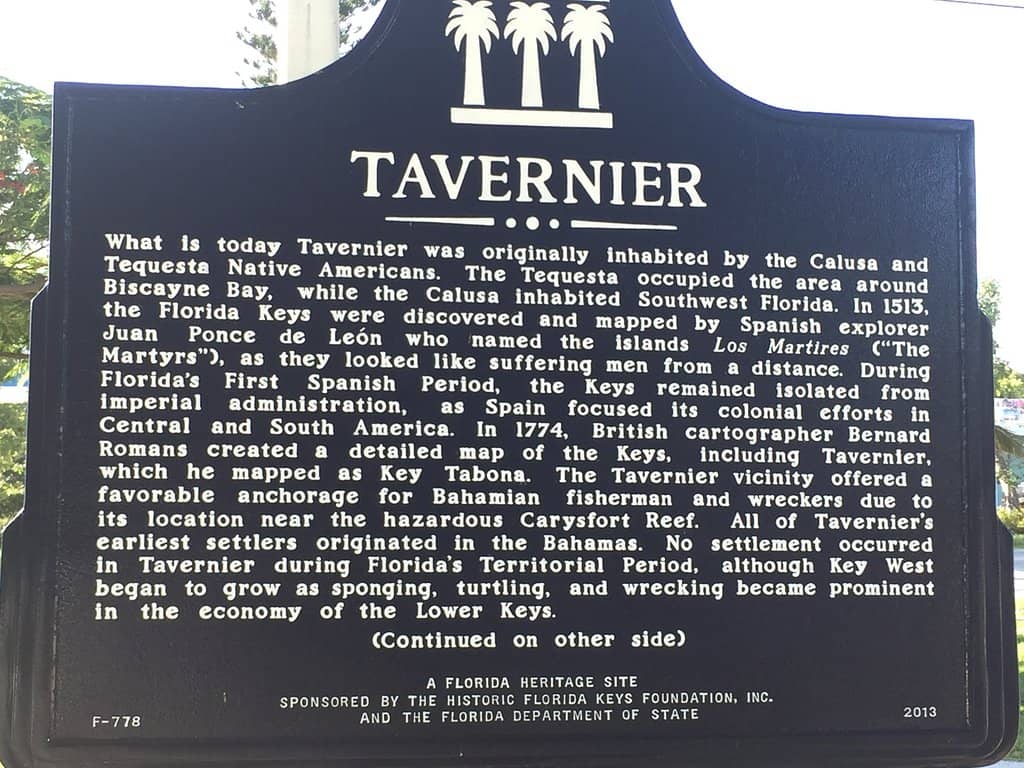 TAVERNIER
What is today Tavernier was originally inhabited by the Calusa and
Tequesta Native Americans. The Tequesta occupied the area around
Biscayne Bay, while the Calusa inhabited Southwest Florida. In 1513,
the Florida Keys were discovered and mapped by Spanish explorer
Juan Ponce de León who named the islands Los Martires (“The
Martyrs”), as they looked like suffering men from a distance. During
Florida’s First Spanish Period, the Keys remained isolated from
imperial administration, as Spain focused its colonial efforts in
Central and South America. In 1774, British cartographer Bernard
Romans created a detailed map of the Keys, including Tavernier,
which he mapped as Key Tabona. The Tavernier vicinity offered a
favorable anchorage for Bahamian fisherman and wreckers due to
its location near the hazardous Carysfort Reef. All of Tavernier’s
earliest settlers originated in the Bahamas. No settlement occurred
in Tavernier during Florida’s Territorial Period, although Key West
began to grow as sponging, turtling, and wrecking became prominent
in the economy of the Lower Keys.
(Continued on other side)
A FLORIDA HERITAGE SITE
SPONSORED BY THE HISTORIC FLORIDA KEYS FOUNDATION, INC.
AND THE FLORIDA DEPARTMENT OF STATE
F-778
2013